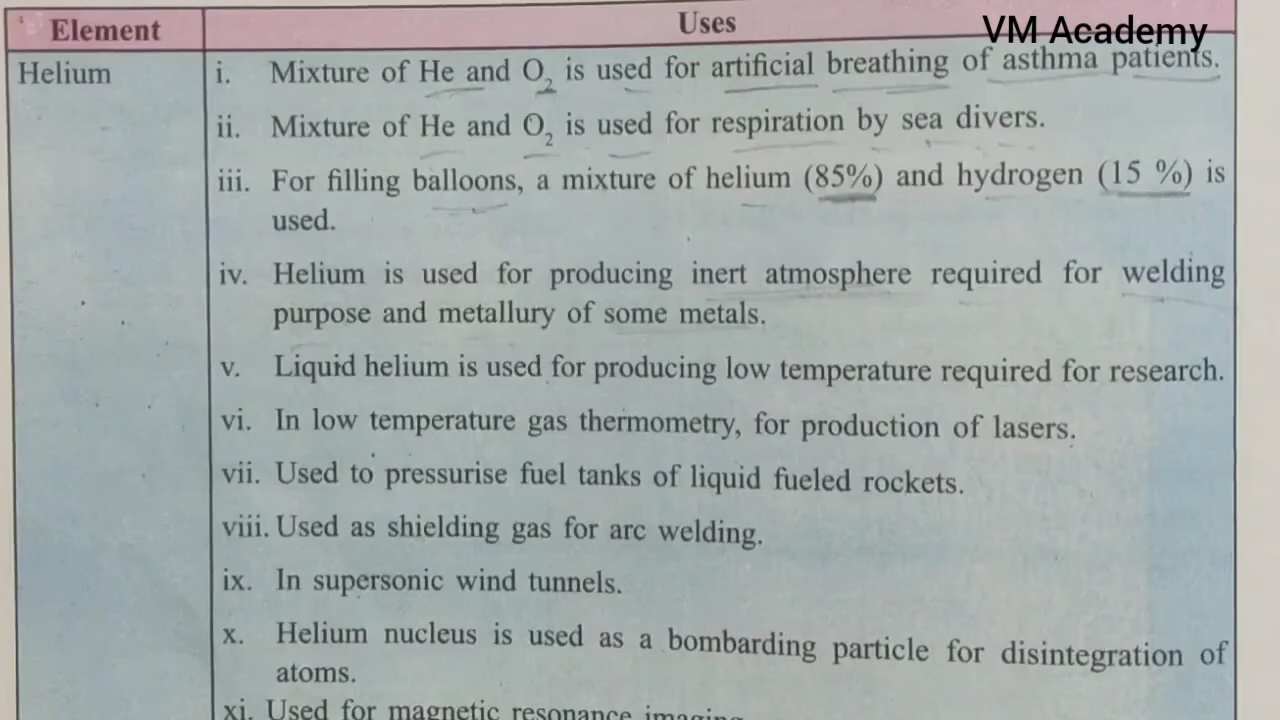 VM Academy
Element Uses
Helium i. Mixture of He and O2 is used for artificial breathing of asthma patients.
ii. Mixture of He and O2 is used for respiration by sea divers.
iii. For filling balloons, a mixture of helium (85%) and hydrogen (15 %) is
used.
iv. Helium is used for producing inert atmosphere required for welding
purpose and metallury of some metals.
v. Liquid helium is used for producing low temperature required for research.
vi. In low temperature gas thermometry, for production of lasers.
vii. Used to pressurise fuel tanks of liquid fueled rockets.
viii. Used as shielding gas for arc welding.
ix. In supersonic wind tunnels.
x. Helium nucleus is used as a bombarding particle for disintegration of
atoms.
xi. Used for magnetic resonance imaging